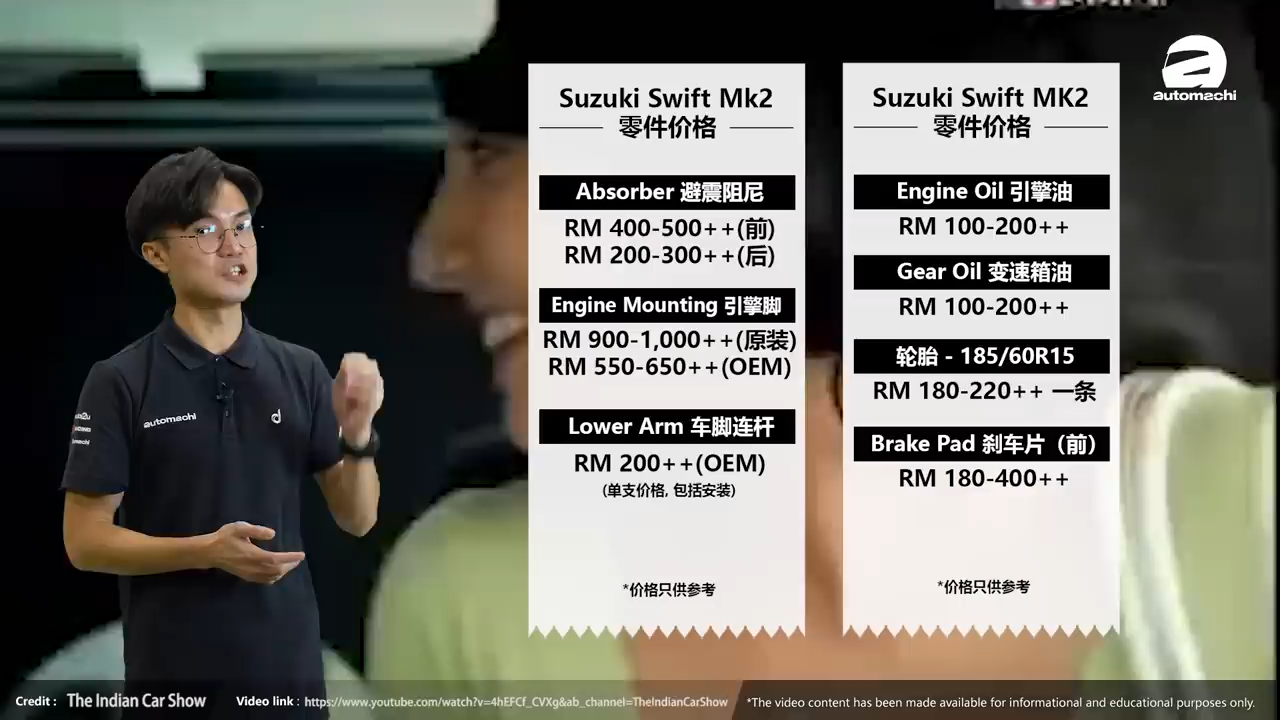 automachi
Suzuki Swift Mk2
零件价格
Absorber 避震阻尼
RM 400-500++(前)
RM 200-300++(后)
Engine Mounting 引擎脚
RM 900-1,000++(原装)
RM 550-650++(OEM)
Lower Arm 车脚连杆
RM 200++(OEM)
(单支价格, 包括安装)
*价格只供参考
Suzuki Swift MK2
零件价格
Engine Oil 引擎油
RM 100-200++
Gear Oil 变速箱油
RM 100-200++
轮胎 - 185/60R15
RM 180-220++ 一条
Brake Pad 刹车片（前）
RM 180-400++
*价格只供参考
automachi
Credit : The Indian Car Show
Video link : https://www.youtube.com/watch?v=4hEFCf_CVXg&ab_channel=TheIndianCarShow
*The video content has been made available for informational and educational purposes only.